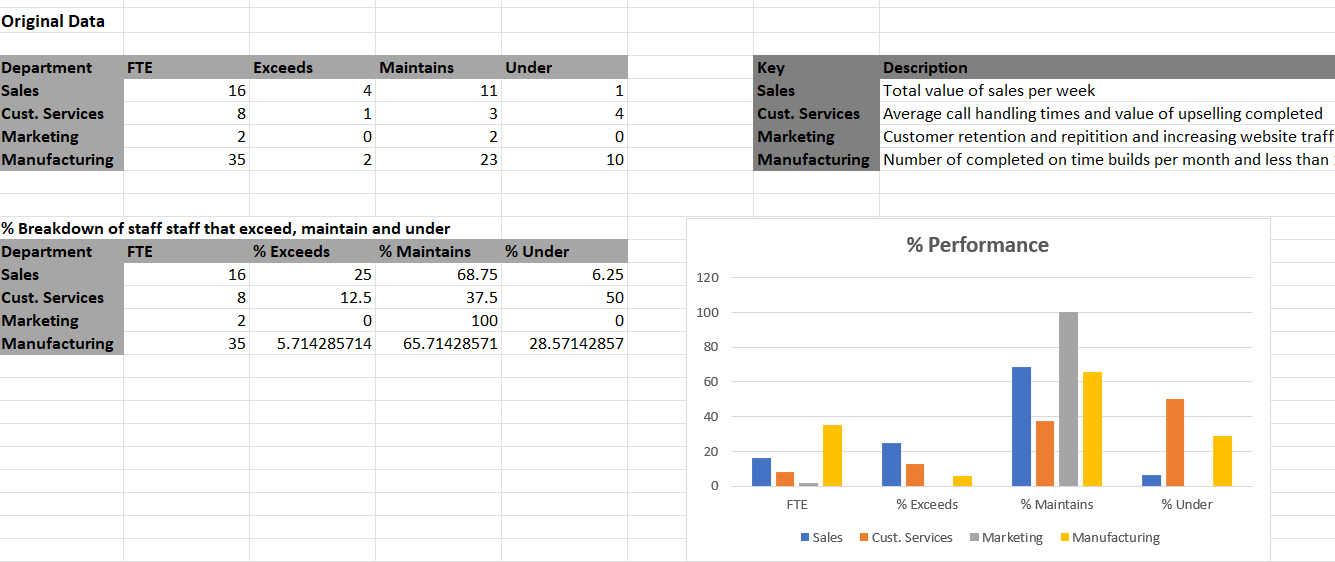 Original Data
Department FTE Exceeds Maintains Under
Sales 16 4 11 1
Cust. Services 8 1 3 4
Marketing 2 0 2 0
Manufacturing 35 2 23 10
Key Description
Sales Total value of sales per week
Cust. Services Average call handling times and value of upselling completed
Marketing Customer retention and repitition and increasing website traff
Manufacturing Number of completed on time builds per month and less than
% Breakdown of staff staff that exceed, maintain and under
Department FTE % Exceeds % Maintains % Under
Sales 16 25 68.75 6.25
Cust. Services 8 12.5 37.5 50
Marketing 2 0 100 0
Manufacturing 35 5.714285714 65.71428571 28.57142857
% Performance
120
100
80
60
40
20
0
FTE % Exceeds % Maintains % Under
Sales Cust. Services Marketing Manufacturing